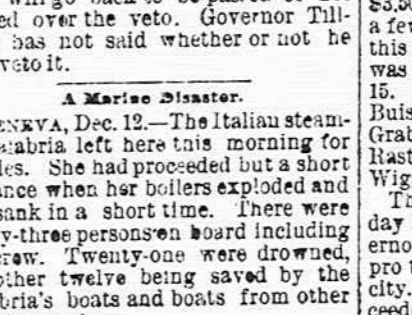 ed over the veto. Governor Till-
has not said whether or not he
veto it.
A Marine Disaster.
ENEVA, Dec. 12.—The Italian steam-
alabria left here this morning for
les. She had proceeded but a short
ance when her boilers exploded and
sank in a short time. There were
y-three persons on board including
crew. Twenty-one were drowned,
other twelve being saved by the
bria's boats and boats from other
$3.50
a few
this
was
15.
Buis
Grah
Rast
Wig
Th
day
erno
pro t
city.
ceed